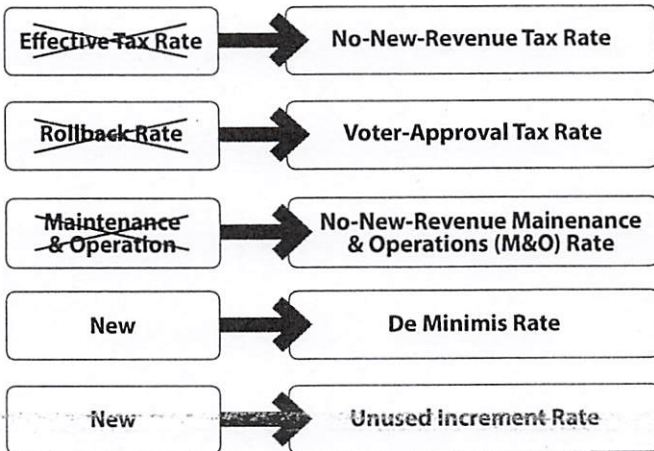 Effective Tax Rate
No-New-Revenue Tax Rate
Rollback Rate
Voter-Approval Tax Rate
Maintenance
& Operation
No-New-Revenue Mainenance
& Operations (M&O) Rate
New
De Minimis Rate
New
Unused Increment Rate